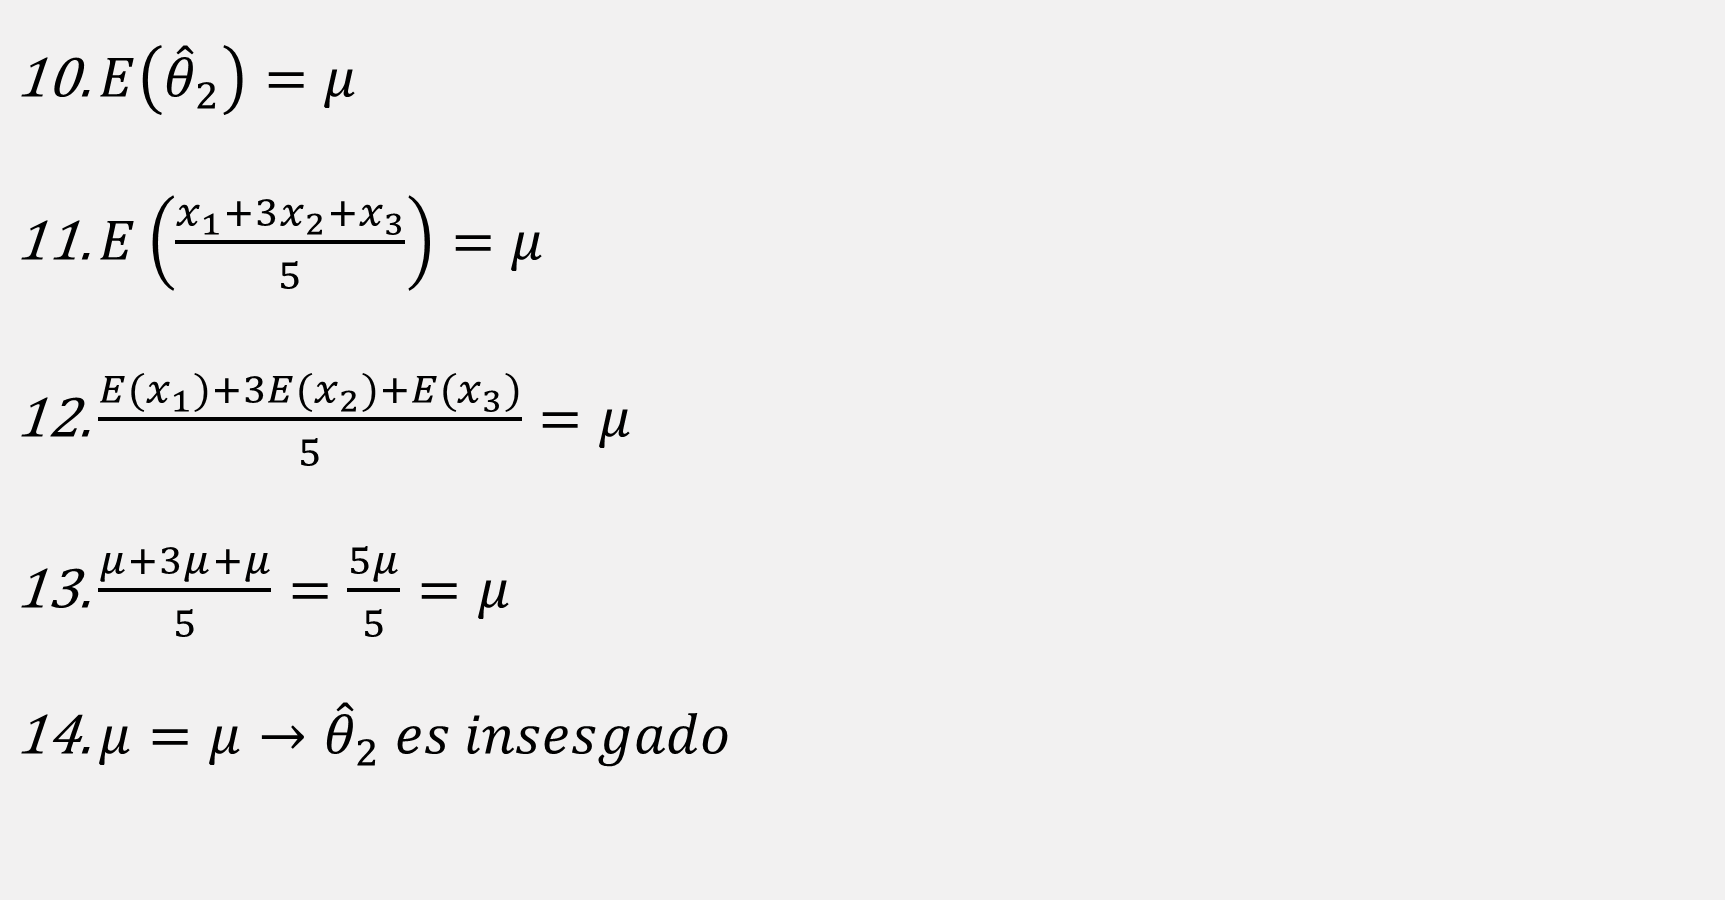 10. E(θ̂₂) = μ
11. E((x₁+3x₂+x₃)/5) = μ
12. (E(x₁)+3E(x₂)+E(x₃))/5 = μ
13. (μ+3μ+μ)/5 = 5μ/5 = μ
14. μ = μ → θ̂₂ es insesgado